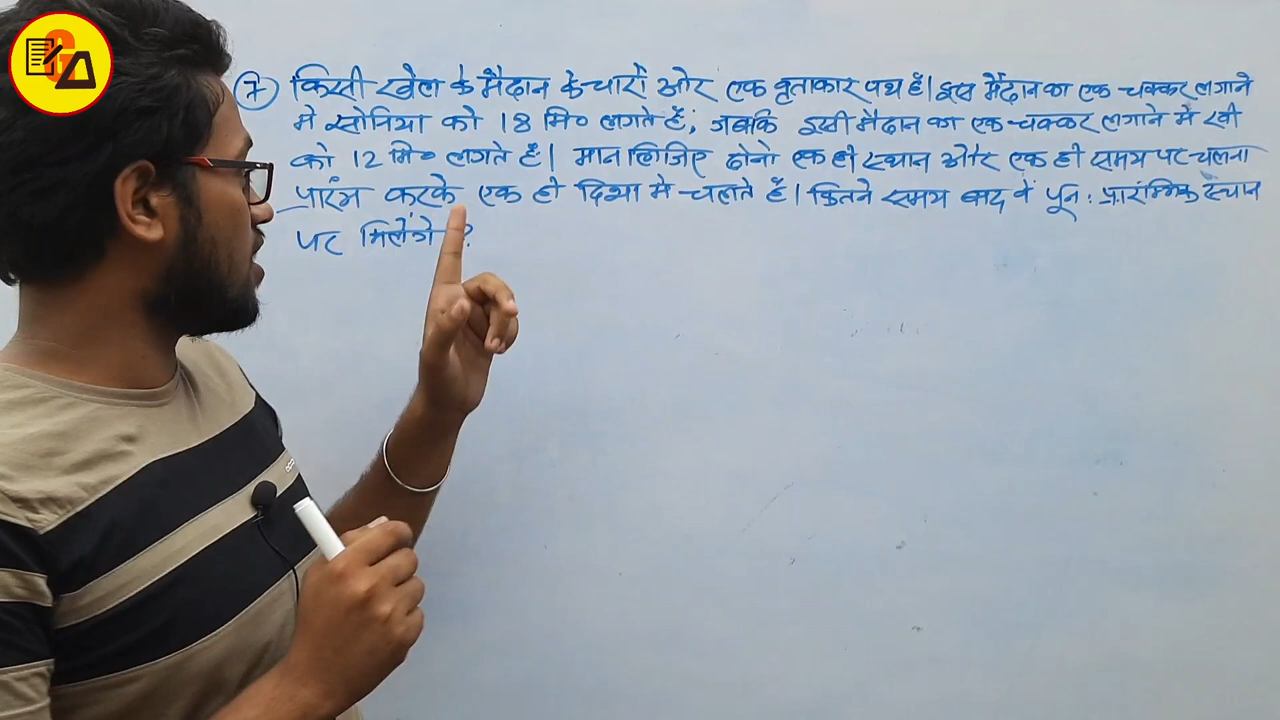 7 किसी खेल के मैदान के चारों ओर एक वृताकार पथ है। इस मैदान का एक चक्कर लगाने
मे सोनिया को 18 मि० लगते हैं; जबकि इसी मैदान का एक चक्कर लगाने मे रवी
को 12 मि० लगते हैं। मान लिजिए दोनो एक ही स्थान और एक ही समय पर चलना
प्रारंभ करके एक ही दिशा मे चलते हैं। कितने समय बाद वे पून: प्रारंम्भिक स्थान
पर मिलेंगे ?